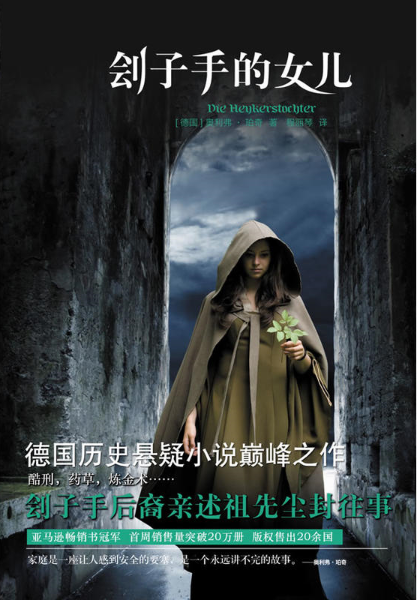 刽子手的女儿
Die Henkerstochter
[德国]奥利弗·珀奇 著 程丽琴 译
德国历史悬疑小说巅峰之作
酷刑，药草，炼金术……
刽子手后裔亲述祖先尘封往事
亚马逊畅销书冠军 首周销售量突破20万册 版权售出20余国
家庭是一座让人感到安全的要塞，是一个永远讲不完的故事。——奥利弗·珀奇